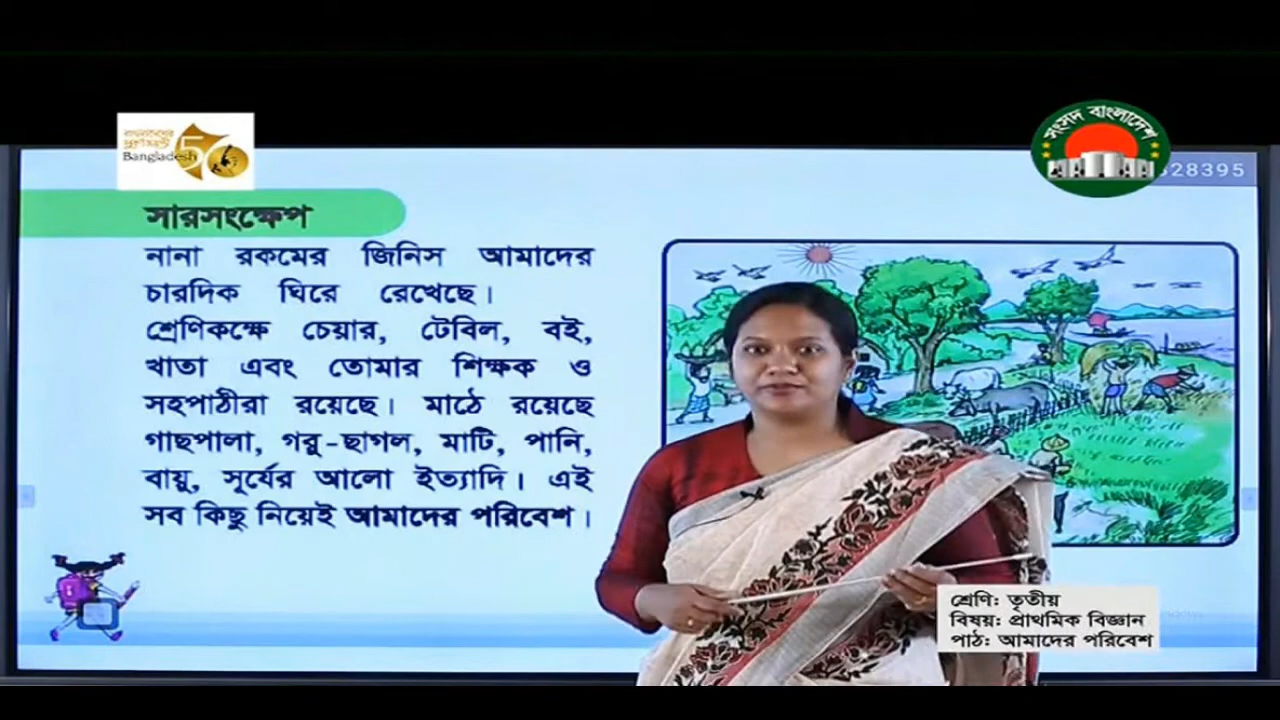 Bangladesh 50
সংসদ বাংলাদেশ
528395
সারসংক্ষেপ
নানা রকমের জিনিস আমাদের
চারদিক ঘিরে রেখেছে।
শ্রেণিকক্ষে চেয়ার, টেবিল, বই,
খাতা এবং তোমার শিক্ষক ও
সহপাঠীরা রয়েছে। মাঠে রয়েছে
গাছপালা, গরু-ছাগল, মাটি, পানি,
বায়ু, সূর্যের আলো ইত্যাদি। এই
সব কিছু নিয়েই আমাদের পরিবেশ।
শ্রেণি: তৃতীয়
বিষয়: প্রাথমিক বিজ্ঞান
পাঠ: আমাদের পরিবেশ